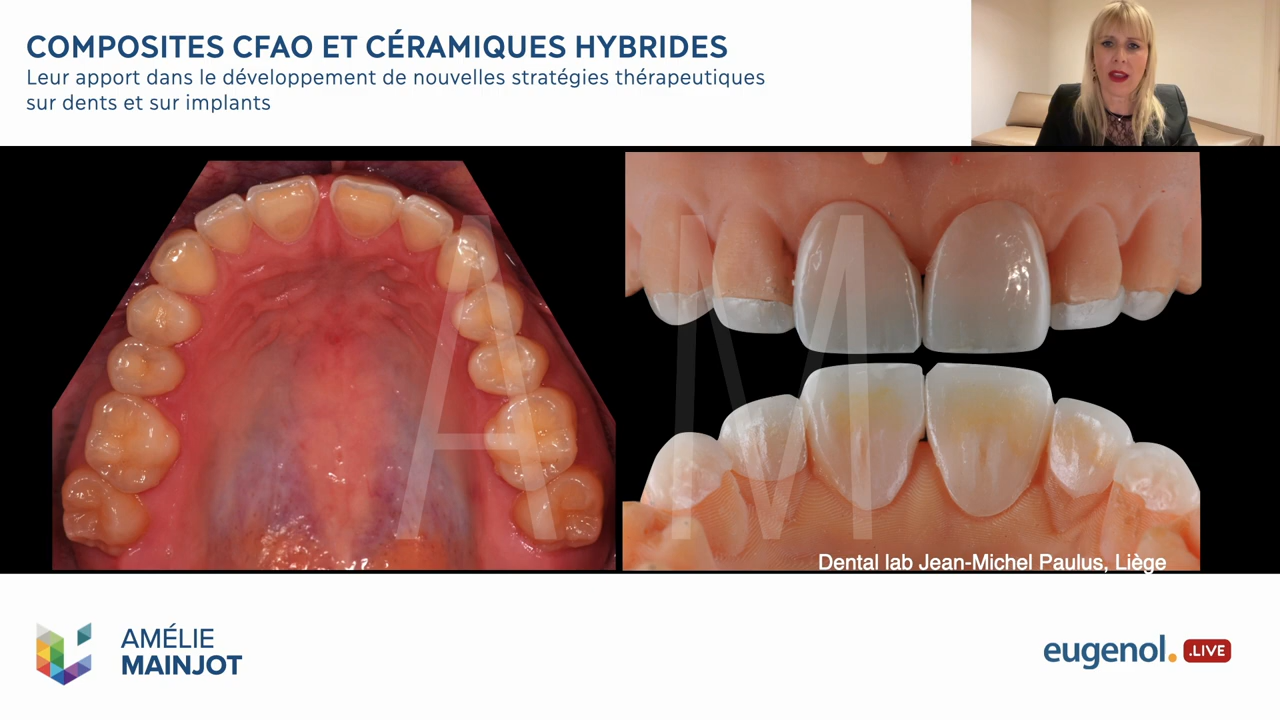 COMPOSITES CFAO ET CÉRAMIQUES HYBRIDES
Leur apport dans le développement de nouvelles stratégies thérapeutiques
sur dents et sur implants
A M
Dental lab Jean-Michel Paulus, Liège
AMÉLIE
MAINJOT
eugenol.
.LIVE